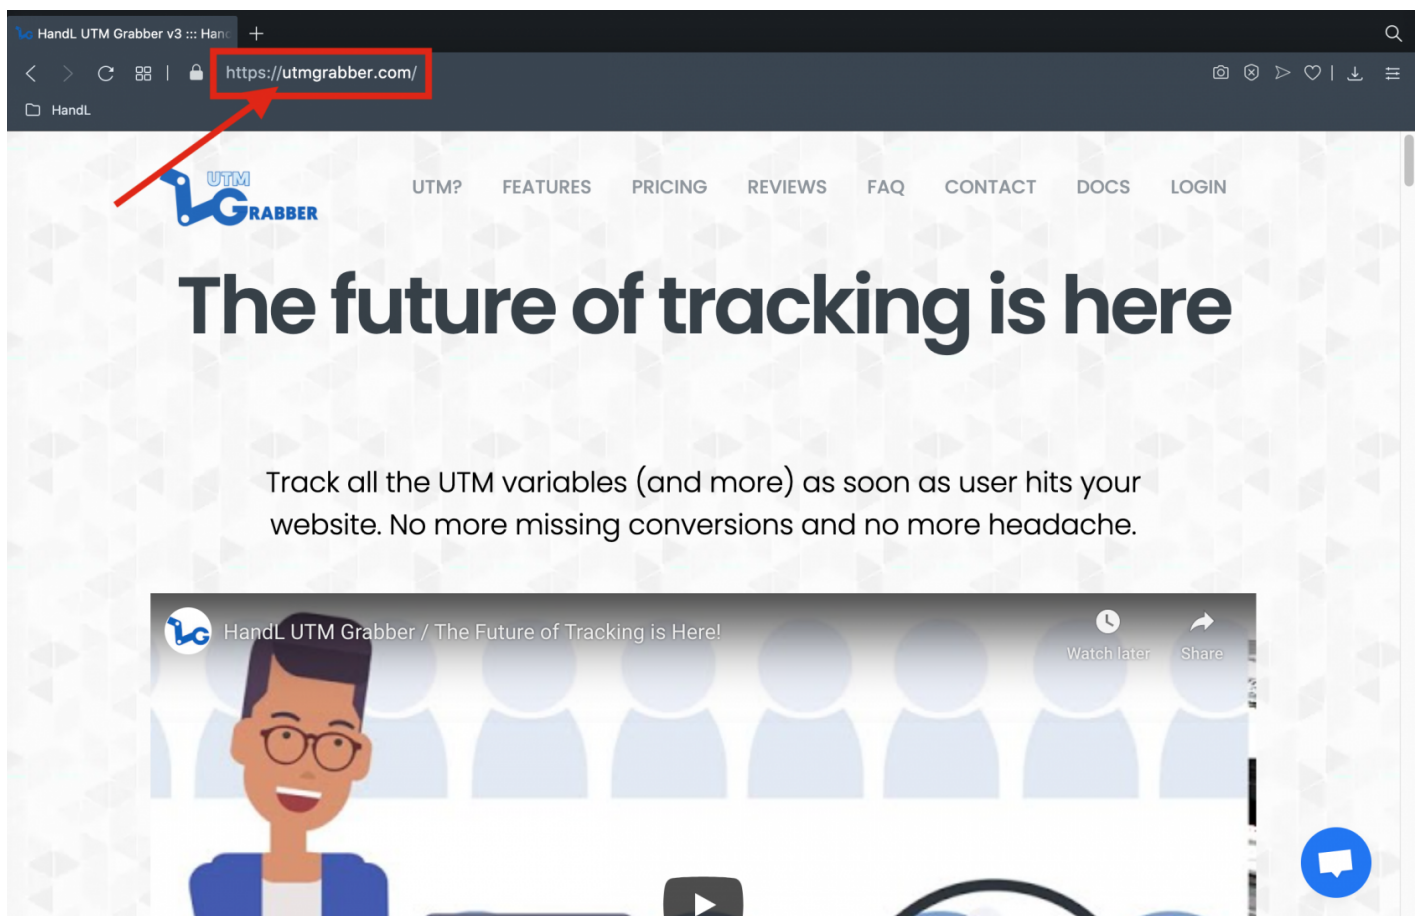 HandL UTM Grabber v3 ::: Hand
https://utmgrabber.com/
HandL
UTM
GRABBER
UTM? FEATURES PRICING REVIEWS FAQ CONTACT DOCS LOGIN
The future of tracking is here
Track all the UTM variables (and more) as soon as user hits your
website. No more missing conversions and no more headache.
HandL UTM Grabber / The Future of Tracking is Here!
Watch later Share